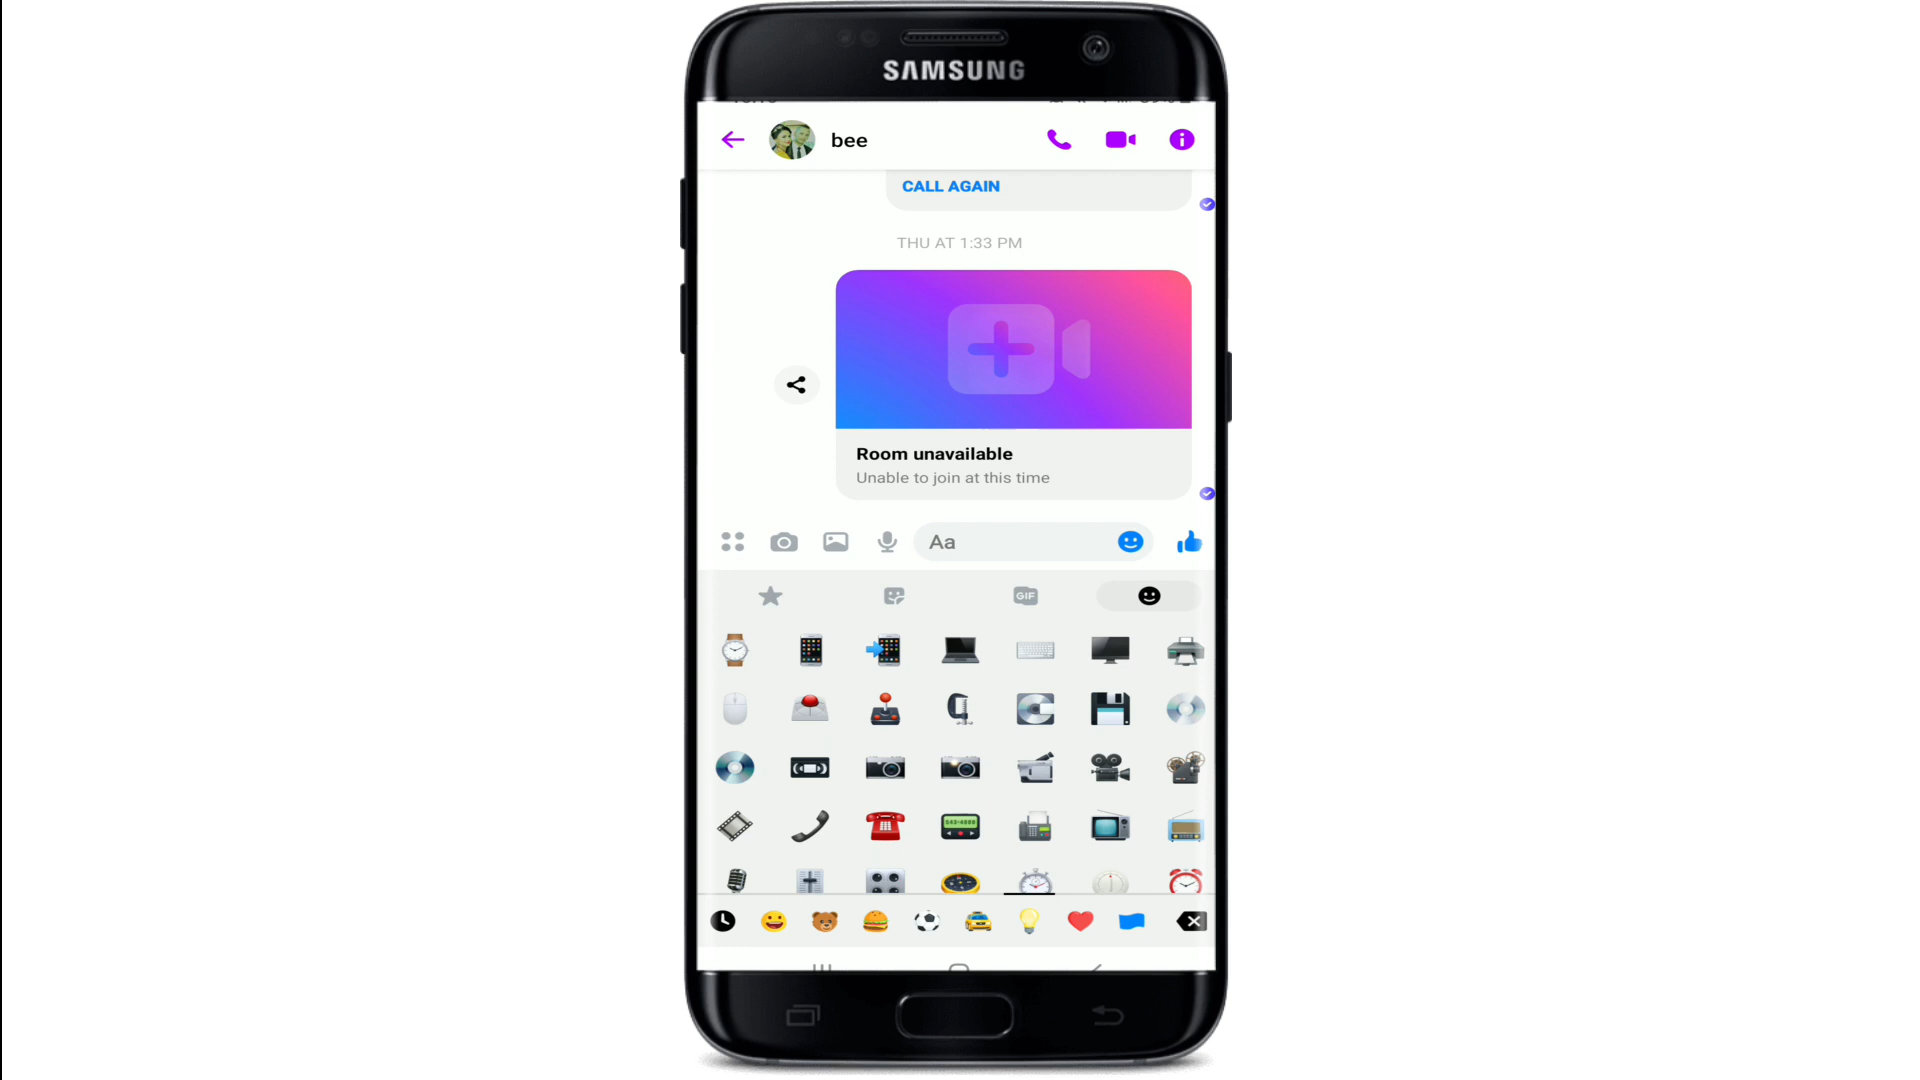 SAMSUNG
bee
CALL AGAIN
THU AT 1:33 PM
Room unavailable
Unable to join at this time
Aa
GIF